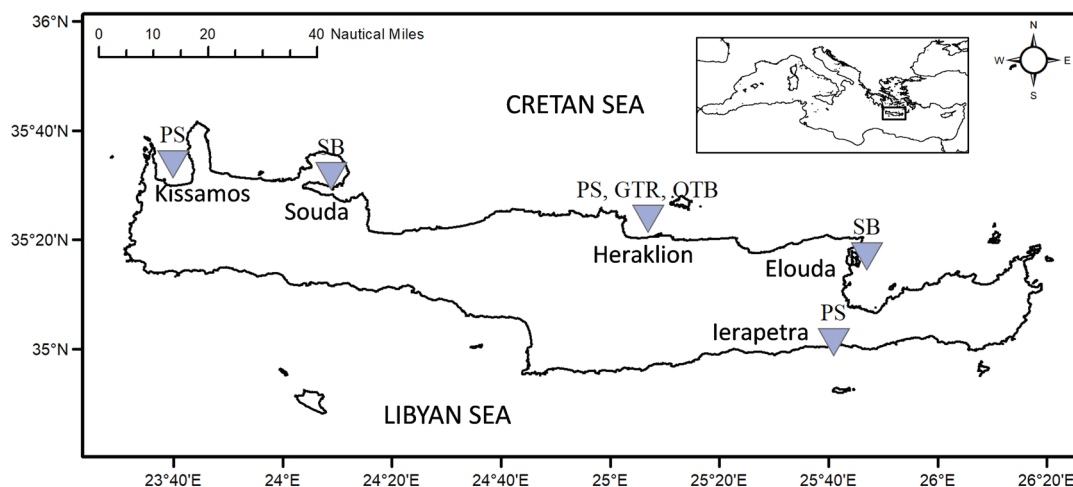 36°N
0 10 20 40 Nautical Miles
N
W E
S
CRETAN SEA
35°40'N
PS
SB
Kissamos
Souda
PS, GTR, QTB
35°20'N
Heraklion
SB
Elouda
PS
Ierapetra
35°N
LIBYAN SEA
23°40'E 24°E 24°20'E 24°40'E 25°E 25°20'E 25°40'E 26°E 26°20'E